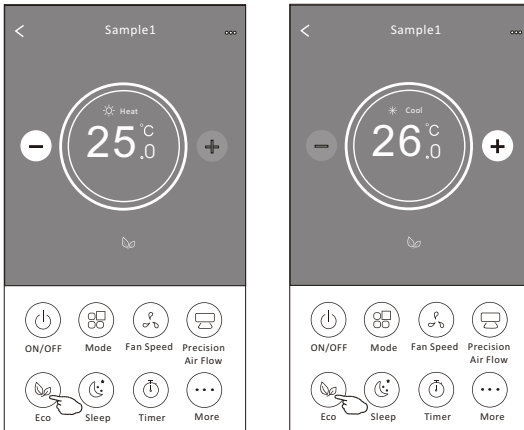 Sample1
Heat
25.0°C
ON/OFF
Mode
Fan Speed
Precision
Air Flow
Eco
Sleep
Timer
More
Sample1
Cool
26.0°C
ON/OFF
Mode
Fan Speed
Precision
Air Flow
Eco
Sleep
Timer
More